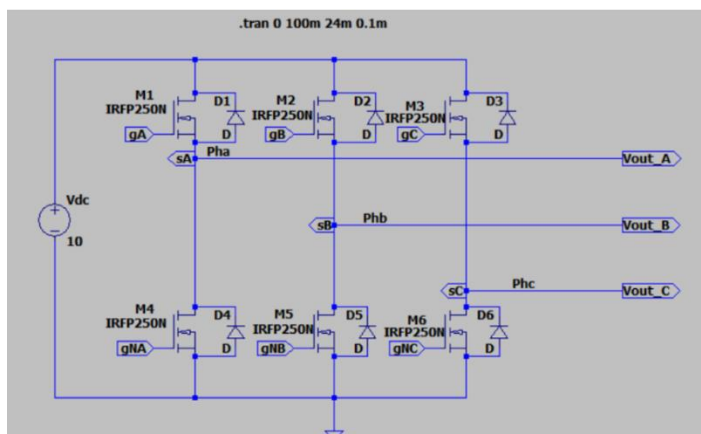 .tran 0 100m 24m 0.1m
M1
IRFP250N
D1
D
gA
M2
IRFP250N
D2
D
gB
M3
IRFP250N
D3
D
gC
sA
Pha
Vout_A
Vdc
10
sB
Phb
Vout_B
sC
Phc
Vout_C
M4
IRFP250N
D4
D
gNA
M5
IRFP250N
D5
D
gNB
M6
IRFP250N
D6
D
gNC